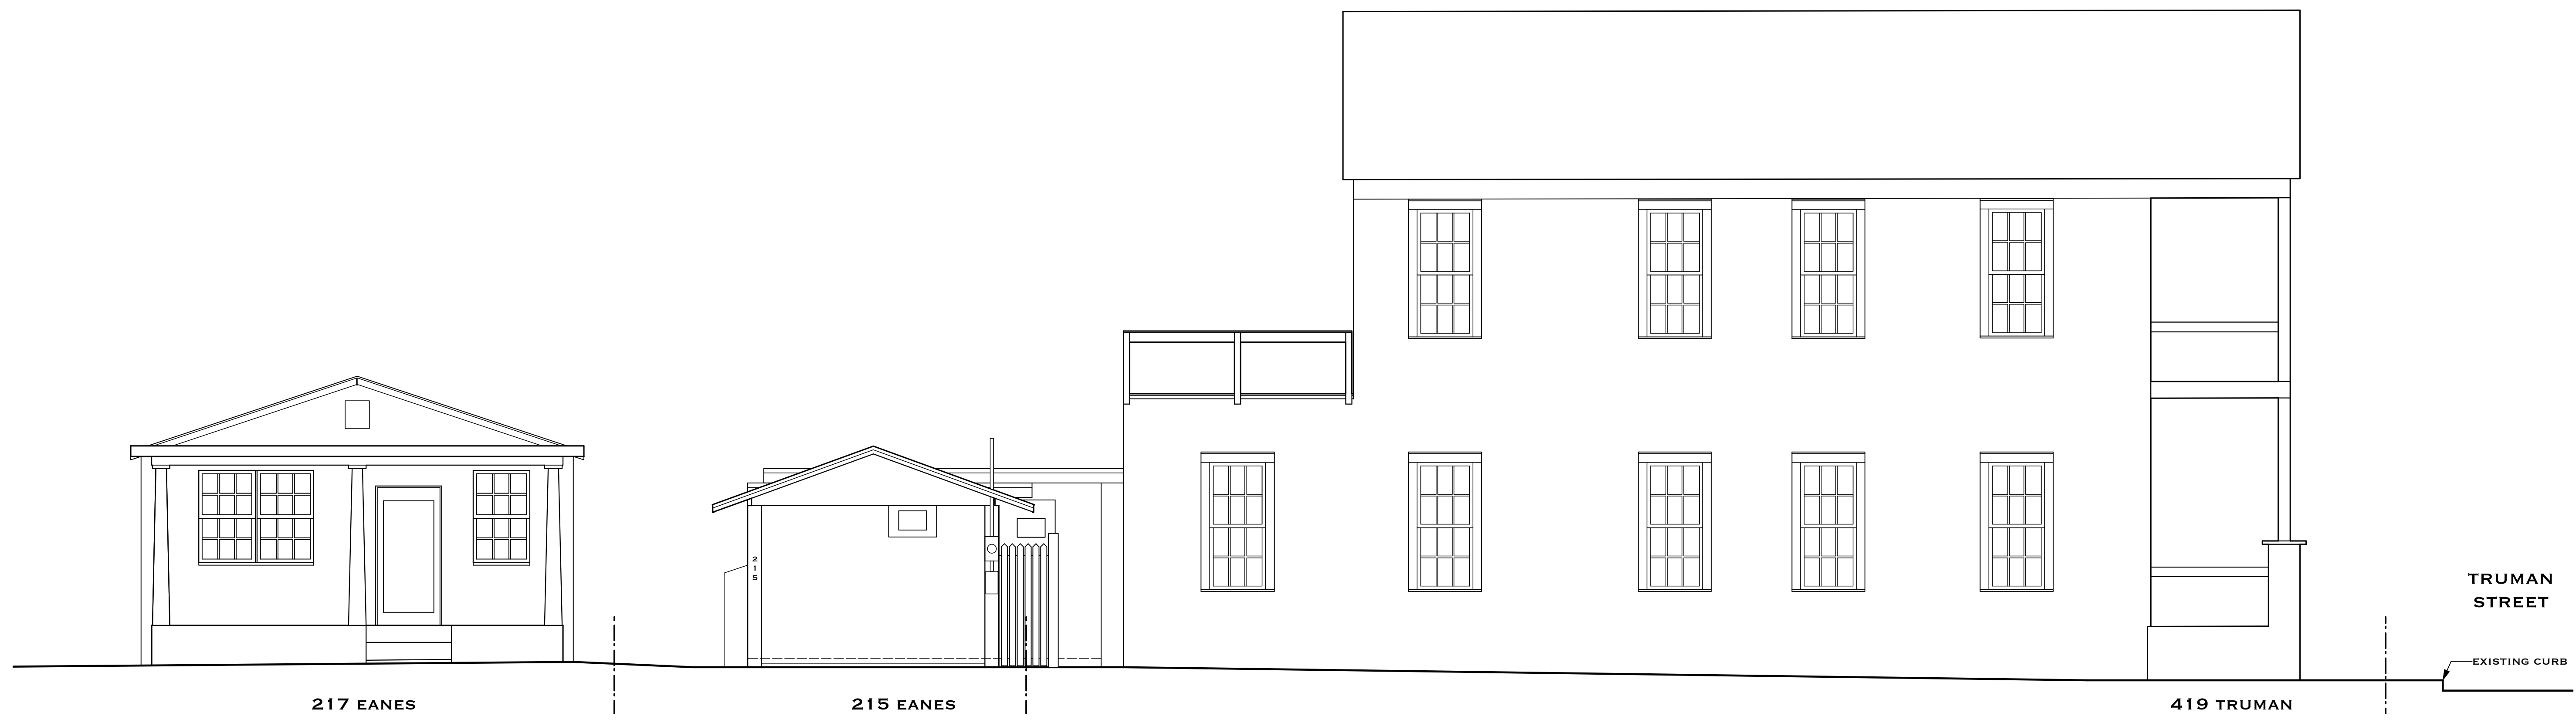 2
1
5
TRUMAN
STREET
EXISTING CURB
217 EANES
215 EANES
419 TRUMAN